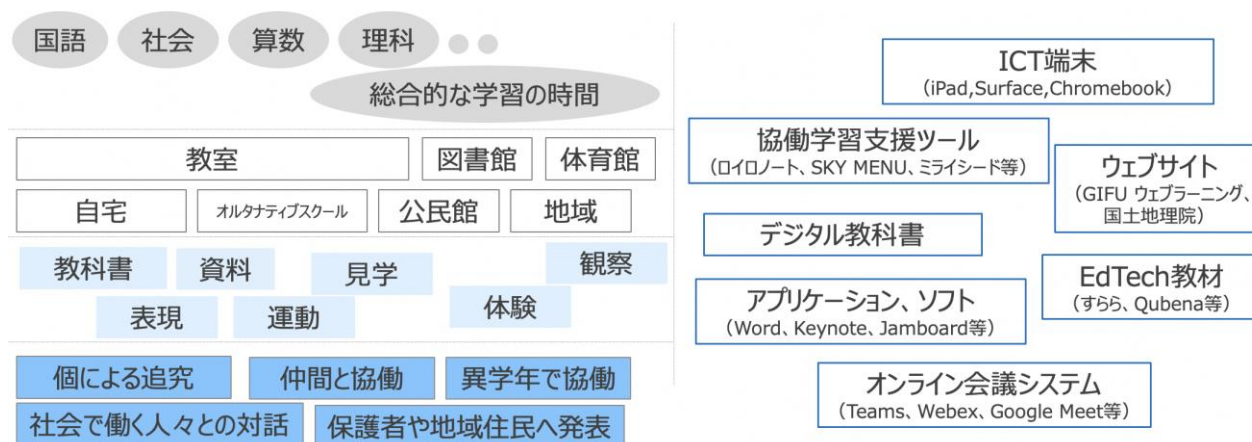 国語
社会
算数
理科
総合的な学習の時間
教室
図書館
体育館
自宅
オルタナティブスクール
公民館
地域
教科書
資料
見学
観察
表現
運動
体験
個による追究
仲間と協働
異学年で協働
社会で働く人々との対話
保護者や地域住民へ発表
ICT端末
（iPad,Surface,Chromebook）
協働学習支援ツール
（ロイロノート、SKY MENU、ミライシード等）
ウェブサイト
（GIFU ウェブラーニング、
国土地理院）
デジタル教科書
EdTech教材
（すらら、Qubena等）
アプリケーション、ソフト
（Word、Keynote、Jamboard等）
オンライン会議システム
（Teams、Webex、Google Meet等）